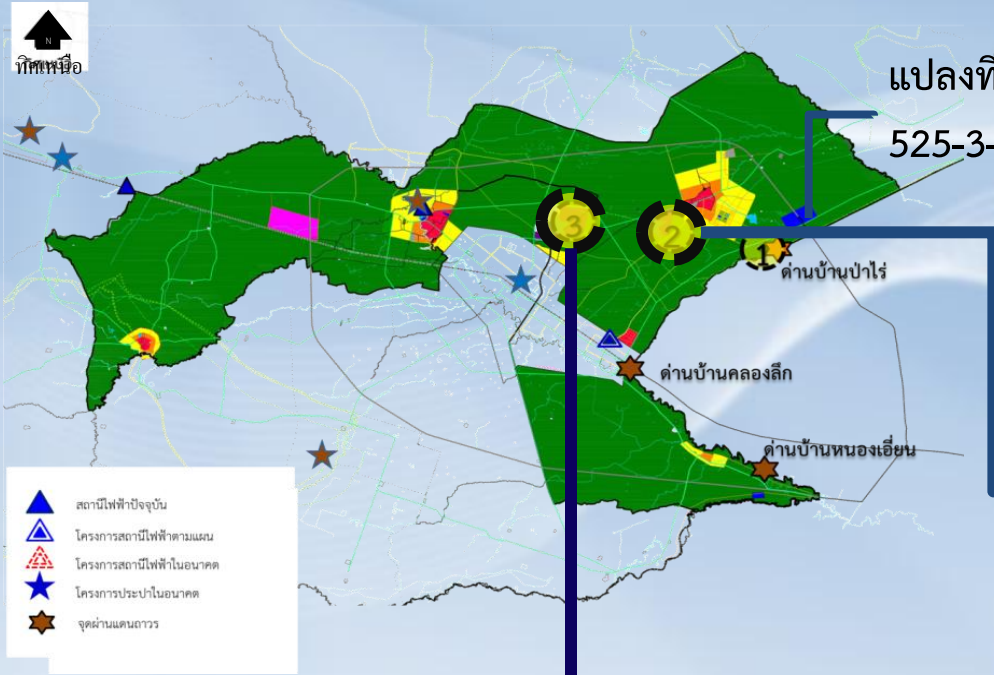 N
ทิศเหนือ
แปลงที
525-3-
3
2
1
ด่านบ้านป่าไร่
ด่านบ้านคลองลึก
ด่านบ้านหนองเอี่ยน
สถานีไฟฟ้าปัจจุบัน
โครงการสถานีไฟฟ้าตามแผน
โครงการสถานีไฟฟ้าในอนาคต
โครงการประปาในอนาคต
จุดผ่านแดนถาวร